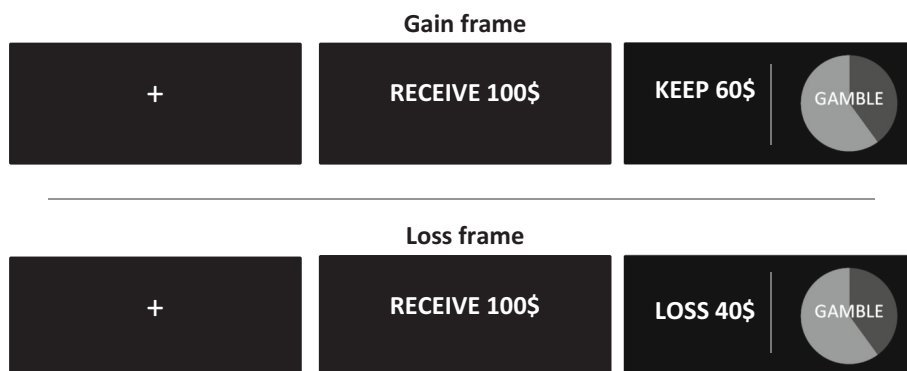 Gain frame
+
RECEIVE 100$
KEEP 60$
GAMBLE
Loss frame
+
RECEIVE 100$
LOSS 40$
GAMBLE